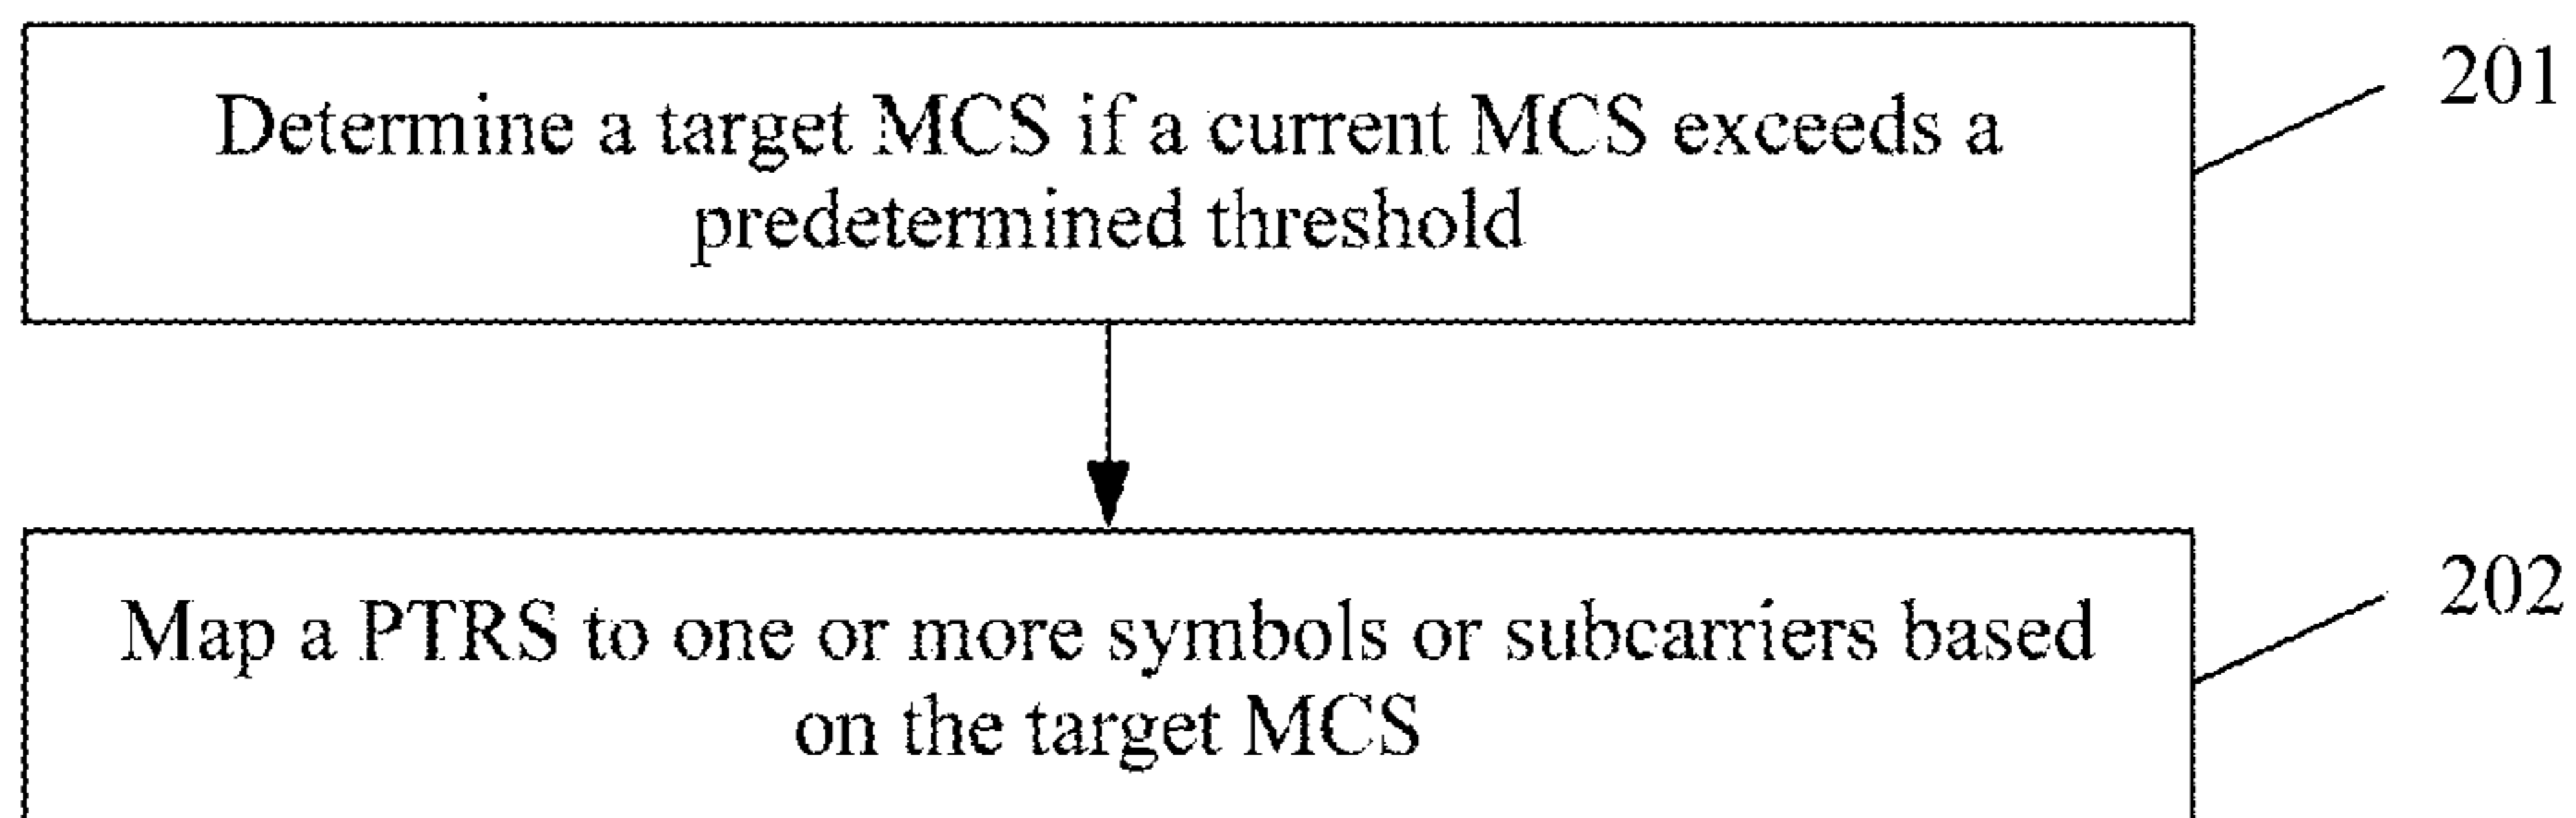 Determine a target MCS if a current MCS exceeds a
predetermined threshold
201
Map a PTRS to one or more symbols or subcarriers based
on the target MCS
202